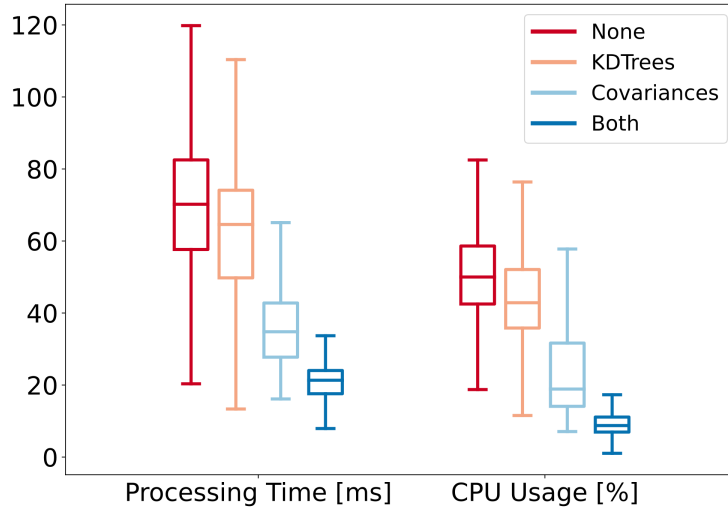 120
100
80
60
40
20
0
None
KDTrees
Covariances
Both
Processing Time [ms]
CPU Usage [%]